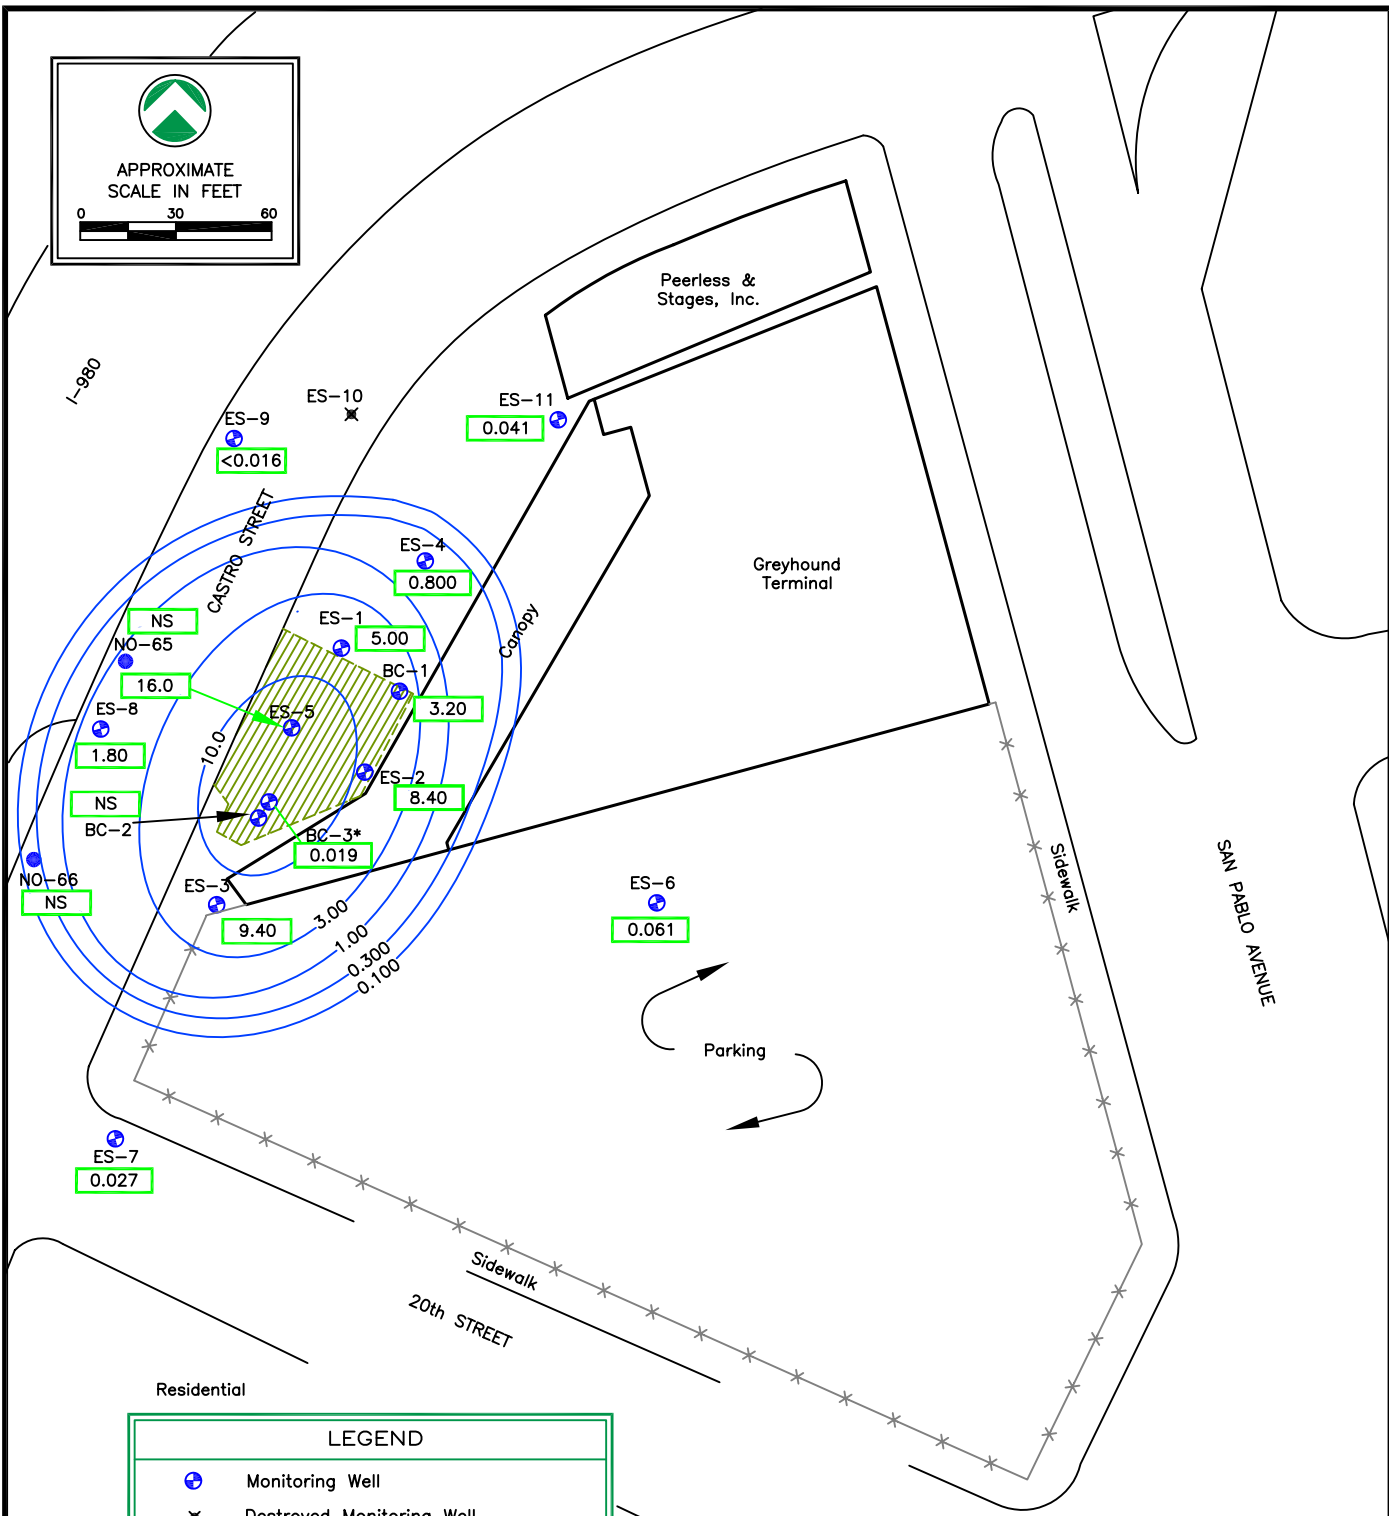 APPROXIMATE
SCALE IN FEET
0 30 60
Peerless &
Stages, Inc.
I-980
ES-10
ES-11
0.041
ES-9
<0.016
CASTRO STREET
ES-4
0.800
Greyhound
Terminal
Canopy
NS
NO-65
ES-1
5.00
BC-1
3.20
16.0
ES-8
1.80
ES-5
10.0
ES-2
8.40
NS
BC-2
BC-3*
0.019
NO-66
NS
ES-3
9.40
3.00
1.00
0.300
0.100
ES-6
0.061
Sidewalk
SAN PABLO AVENUE
Parking
ES-7
0.027
Sidewalk
20th STREET
Residential
LEGEND
Monitoring Well
Destroyed Monitoring Well